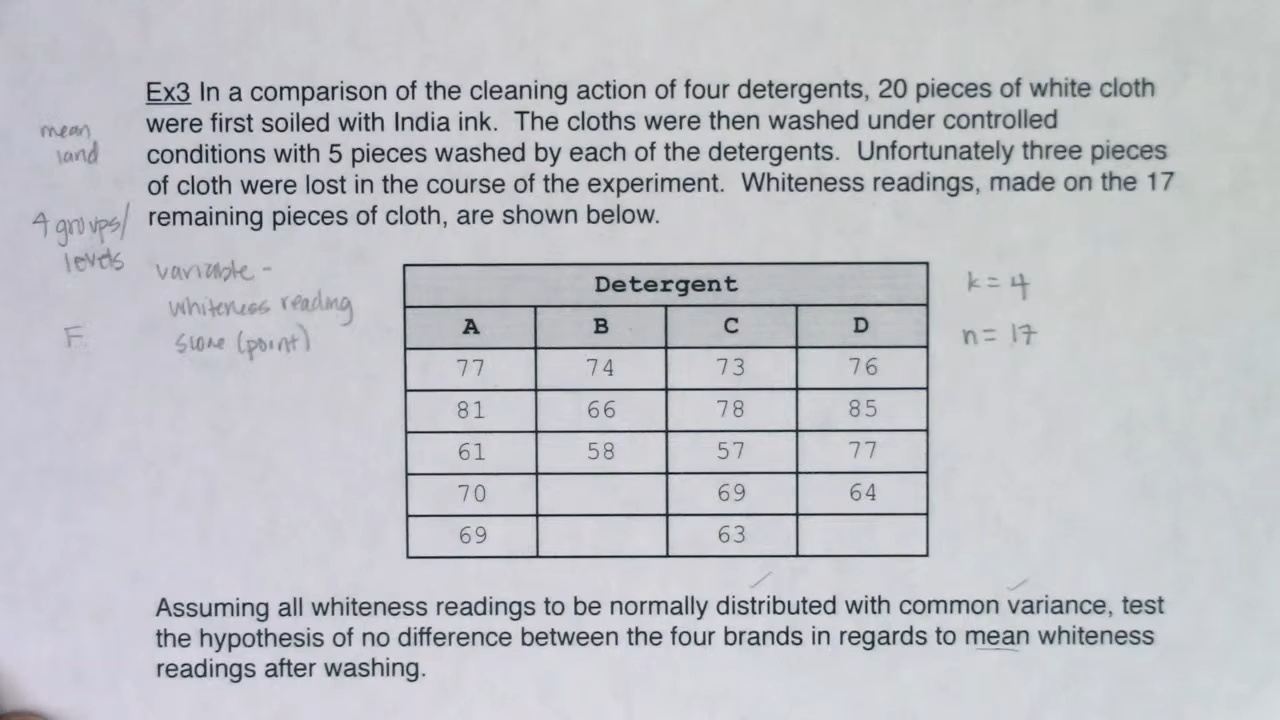 Ex3 In a comparison of the cleaning action of four detergents, 20 pieces of white cloth
were first soiled with India ink. The cloths were then washed under controlled
conditions with 5 pieces washed by each of the detergents. Unfortunately three pieces
of cloth were lost in the course of the experiment. Whiteness readings, made on the 17
remaining pieces of cloth, are shown below.
mean
4 groups/
levels
variable -
whiteness reading
(point)
F
Detergent
A B C D
77 74 73 76
81 66 78 85
61 58 57 77
70 69 64
69 63
k = 4
n = 17
Assuming all whiteness readings to be normally distributed with common variance, test
the hypothesis of no difference between the four brands in regards to mean whiteness
readings after washing.